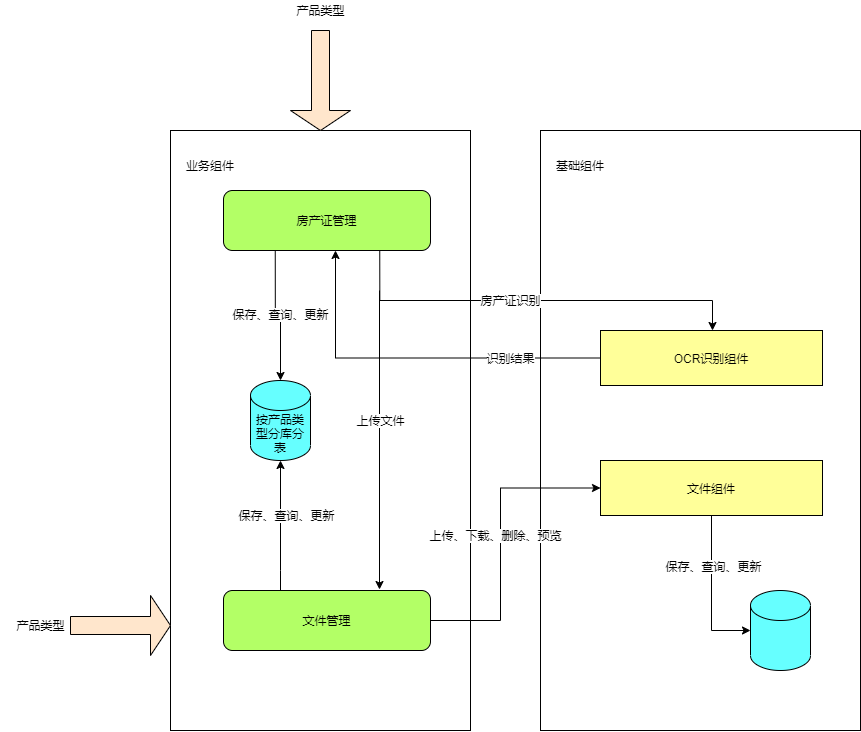 产品类型
业务组件
基础组件
房产证管理
房产证识别
保存、查询、更新
OCR识别组件
识别结果
按产品类
型分库分
表
上传文件
文件组件
保存、查询、更新
上传、下载、删除、预览
保存、查询、更新
文件管理
产品类型